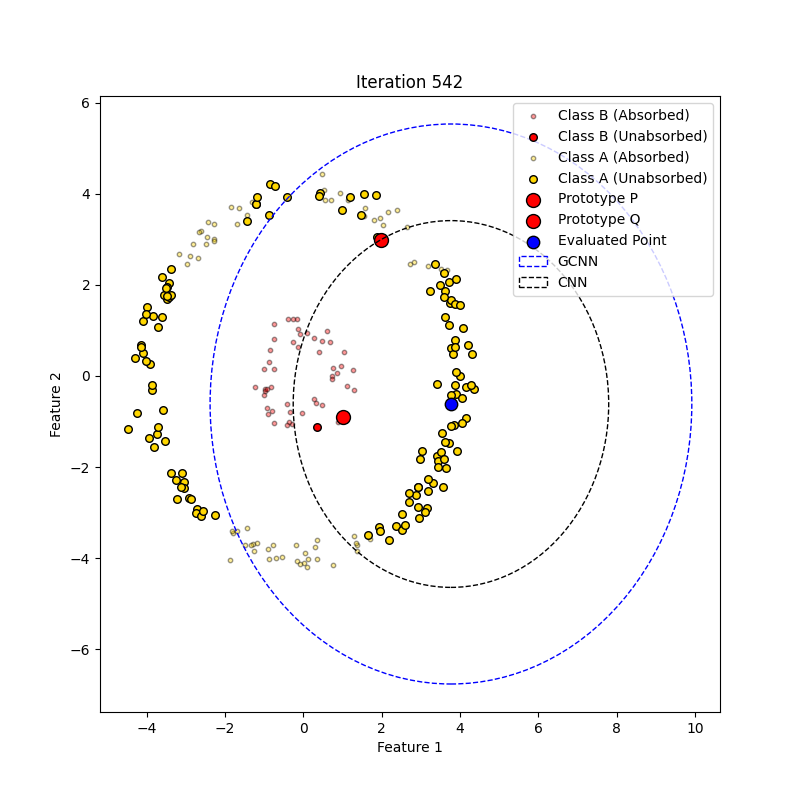 Iteration 542
6
4
2
0
−2
−4
−6
Feature 2
Class B (Absorbed)
Class B (Unabsorbed)
Class A (Absorbed)
Class A (Unabsorbed)
Prototype P
Prototype Q
Evaluated Point
GCNN
CNN
−4 −2 0 2 4 6 8 10
Feature 1